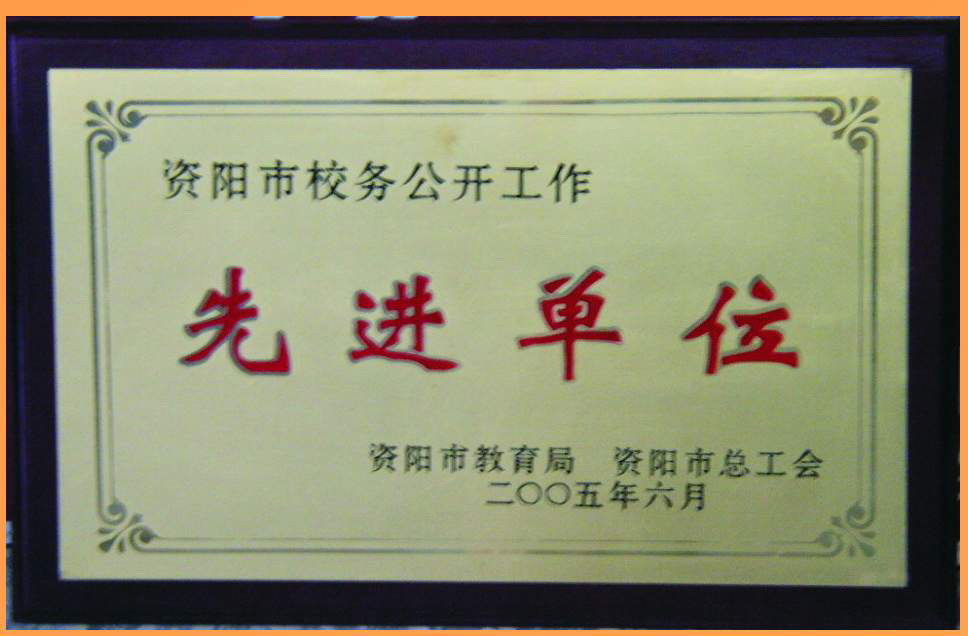 资阳市校务公开工作
先进单位
资阳市教育局 资阳市总工会
二〇〇五年六月